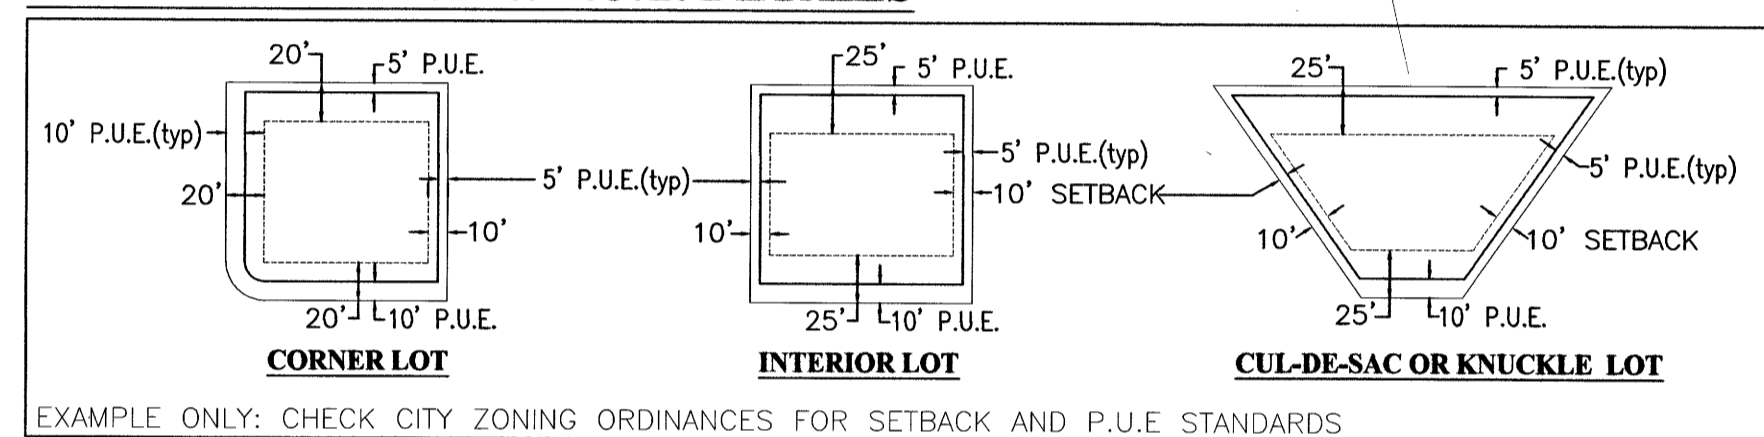 20'
5' P.U.E.
10' P.U.E.(typ)
20'
5' P.U.E.(typ)
10'
20'
10' P.U.E.
CORNER LOT
25'
5' P.U.E.
5' P.U.E.(typ)
10' SETBACK
10'
25'
10' P.U.E.
INTERIOR LOT
25'
5' P.U.E.(typ)
5' P.U.E.(typ)
10'
10' SETBACK
25'
10' P.U.E.
CUL-DE-SAC OR KNUCKLE LOT
EXAMPLE ONLY: CHECK CITY ZONING ORDINANCES FOR SETBACK AND P.U.E STANDARDS